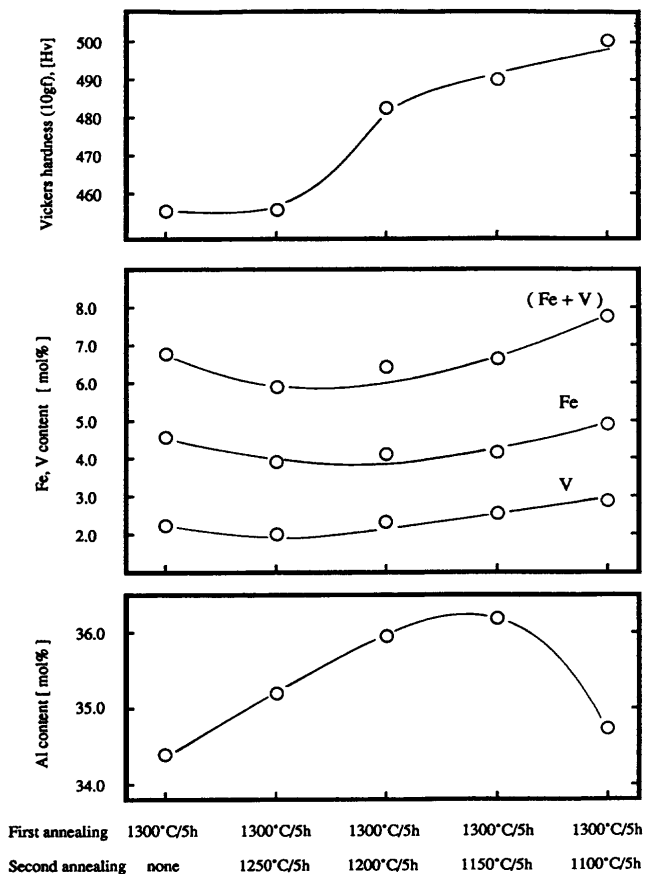 Vickers hardness (10gf), [Hv]
500
490
480
470
460
Fe, V content [ mol% ]
8.0
7.0
6.0
5.0
4.0
3.0
2.0
( Fe + V )
Fe
V
Al content [ mol% ]
36.0
35.0
34.0
First annealing 1300°C/5h 1300°C/5h 1300°C/5h 1300°C/5h 1300°C/5h
Second annealing none 1250°C/5h 1200°C/5h 1150°C/5h 1100°C/5h